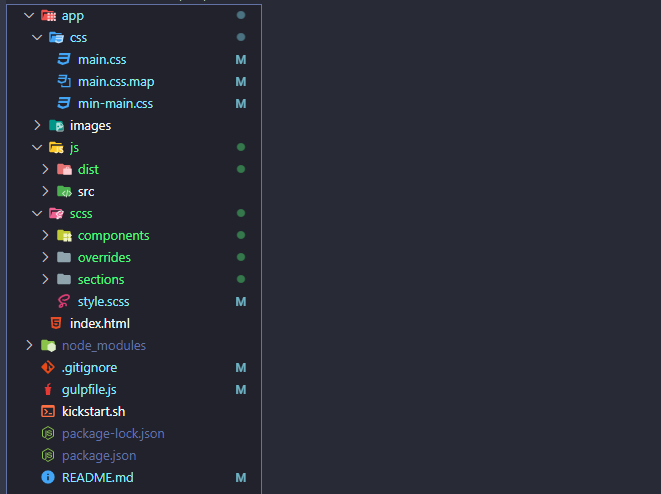 app
css
main.css M
main.css.map M
min-main.css M
images
js
dist
src
scss
components
overrides
sections
style.scss M
index.html
node_modules
.gitignore M
gulpfile.js M
kickstart.sh
package-lock.json
package.json
README.md M